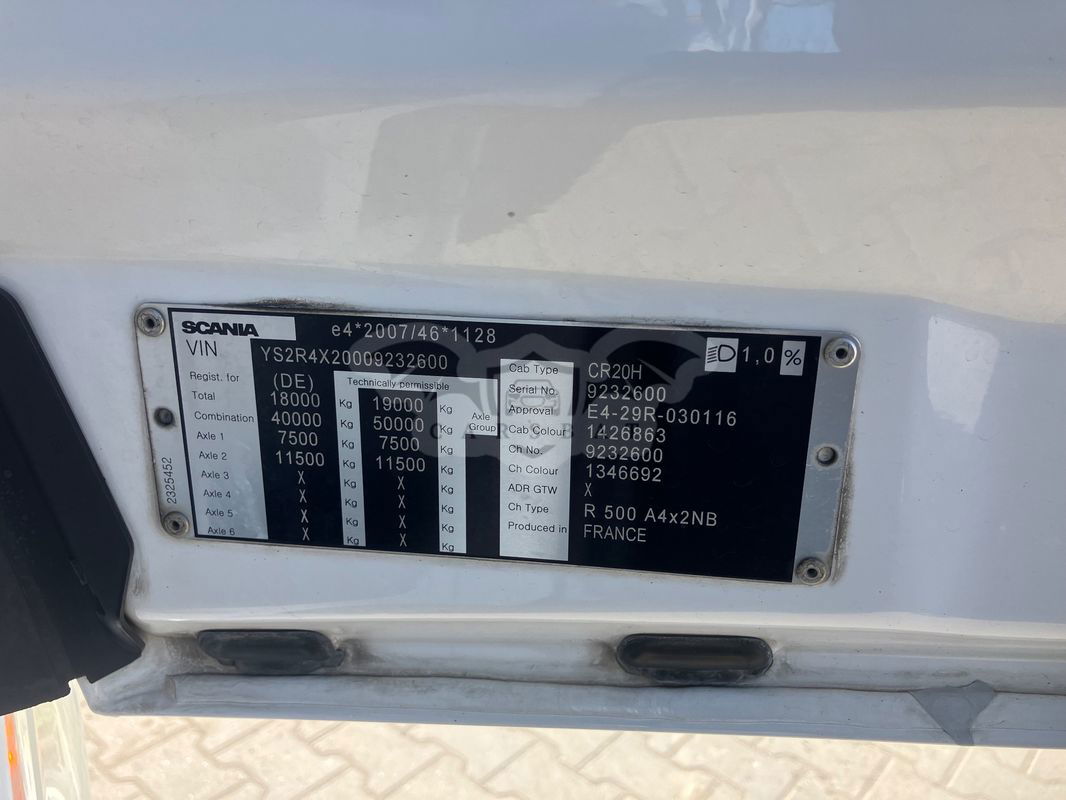 SCANIA e4*2007/46*1128
VIN YS2R4X20009232600
Regist. for (DE) Technically permissible
Total 18000 Kg 19000 Kg
Combination 40000 Kg 50000 Kg Axle Group
Axle 1 7500 Kg 7500 Kg
Axle 2 11500 Kg 11500 Kg
Axle 3 X Kg X Kg
Axle 4 X Kg X Kg
Axle 5 X Kg X Kg
Axle 6 X Kg X Kg
2325452
Cab Type CR20H
Serial No. 9232600
Approval E4-29R-030116
Cab Colour 1426863
Ch No. 9232600
Ch Colour 1346692
ADR GTW X
Ch Type R 500 A4x2NB
Produced in FRANCE
1,0 %